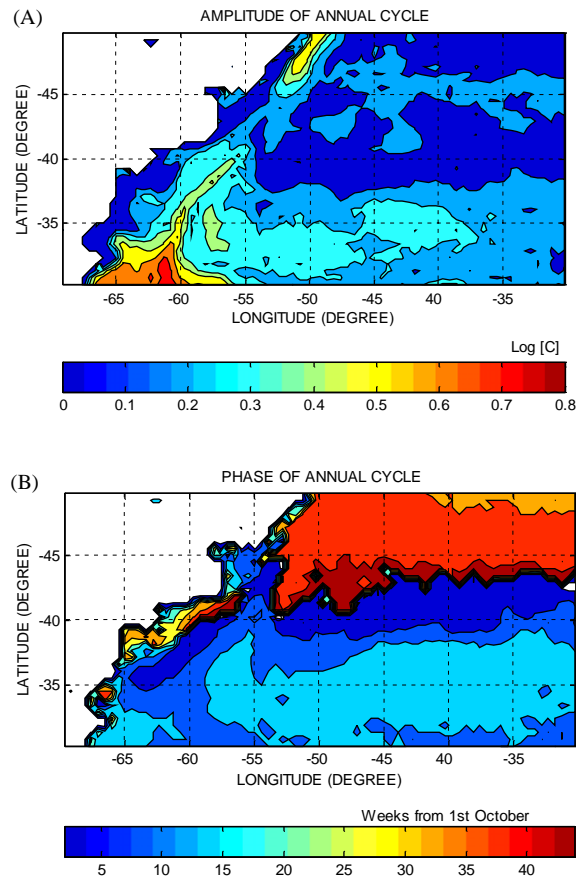 (A)
AMPLITUDE OF ANNUAL CYCLE
LATITUDE (DEGREE)
-45
-40
-35
-65 -60 -55 -50 -45 -40 -35
LONGITUDE (DEGREE)
Log [C]
0 0.1 0.2 0.3 0.4 0.5 0.6 0.7 0.8
(B)
PHASE OF ANNUAL CYCLE
LATITUDE (DEGREE)
-45
-40
-35
-65 -60 -55 -50 -45 -40 -35
LONGITUDE (DEGREE)
Weeks from 1st October
5 10 15 20 25 30 35 40